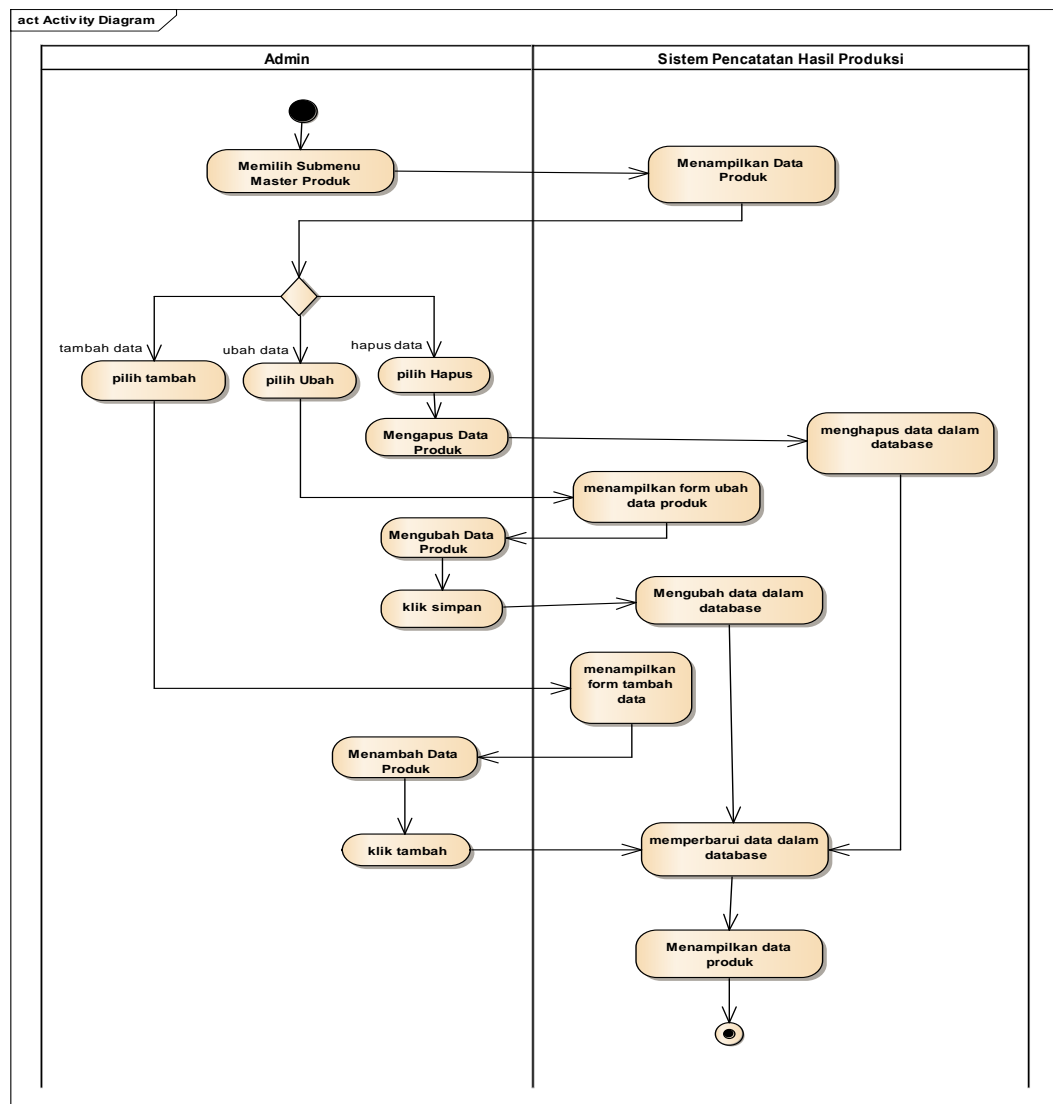 act Activity Diagram
Admin
Sistem Pencatatan Hasil Produksi
Memilih Submenu
Master Produk
Menampilkan Data
Produk
tambah data
ubah data
hapus data
pilih tambah
pilih Ubah
pilih Hapus
Mengapus Data
Produk
menghapus data dalam
database
menampilkan form ubah
data produk
Mengubah Data
Produk
klik simpan
Mengubah data dalam
database
menampilkan
form tambah
data
Menambah Data
Produk
klik tambah
memperbarui data dalam
database
Menampilkan data
produk